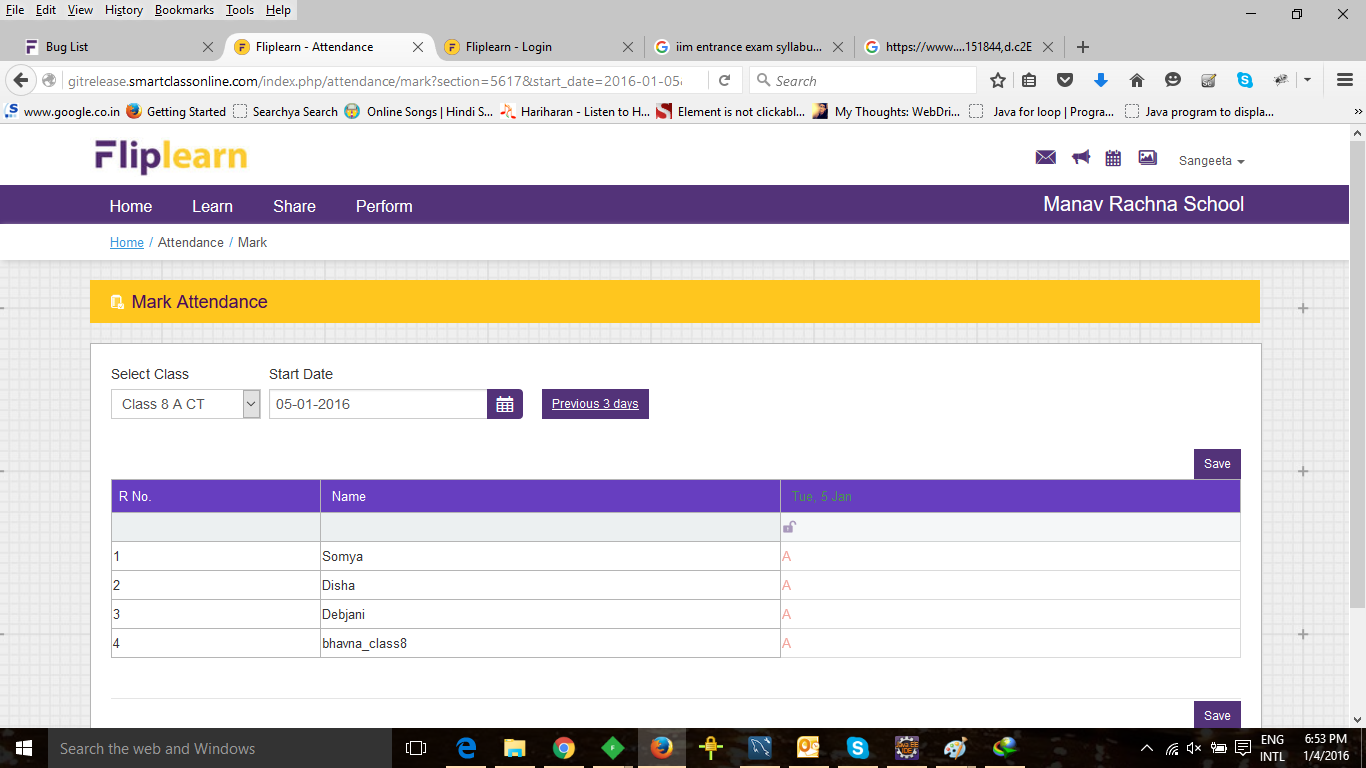 File Edit View History Bookmarks Tools Help
Bug List
Fliplearn - Attendance
Fliplearn - Login
iim entrance exam syllabu...
https://www....151844,d.c2E
gitrelease.smartclassonline.com/index.php/attendance/mark?section=5617&start_date=2016-01-05
Search
www.google.co.in Getting Started Searchya Search Online Songs | Hindi S... Hariharan - Listen to H... Element is not clickabl... My Thoughts: WebDri... Java for loop | Progra... Java program to displa...
Fliplearn
Sangeeta
Home Learn Share Perform
Manav Rachna School
Home / Attendance / Mark
Mark Attendance
Select Class
Start Date
Class 8 A CT
05-01-2016
Previous 3 days
Save
R No. Name Tue, 5 Jan
1 Somya A
2 Disha A
3 Debjani A
4 bhavna_class8 A
Save
Search the web and Windows
ENG 6:53 PM
INTL 1/4/2016